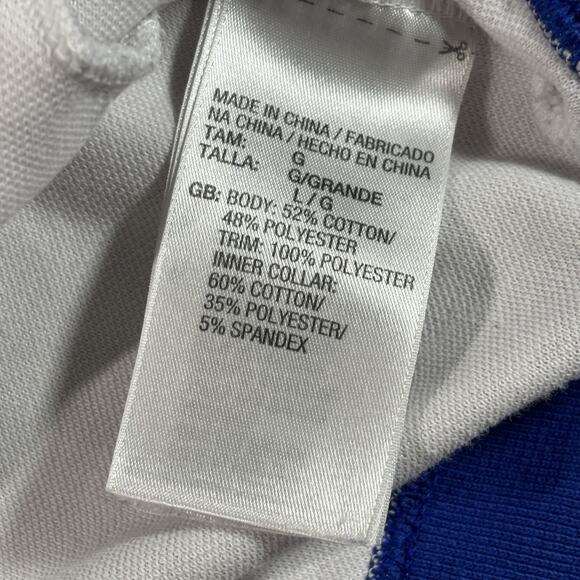 MADE IN CHINA / FABRICADO
NA CHINA / HECHO EN CHINA
TAM: G
TALLA: G/GRANDE
L / G
GB: BODY: 52% COTTON/
48% POLYESTER
TRIM: 100% POLYESTER
INNER COLLAR:
60% COTTON/
35% POLYESTER/
5% SPANDEX